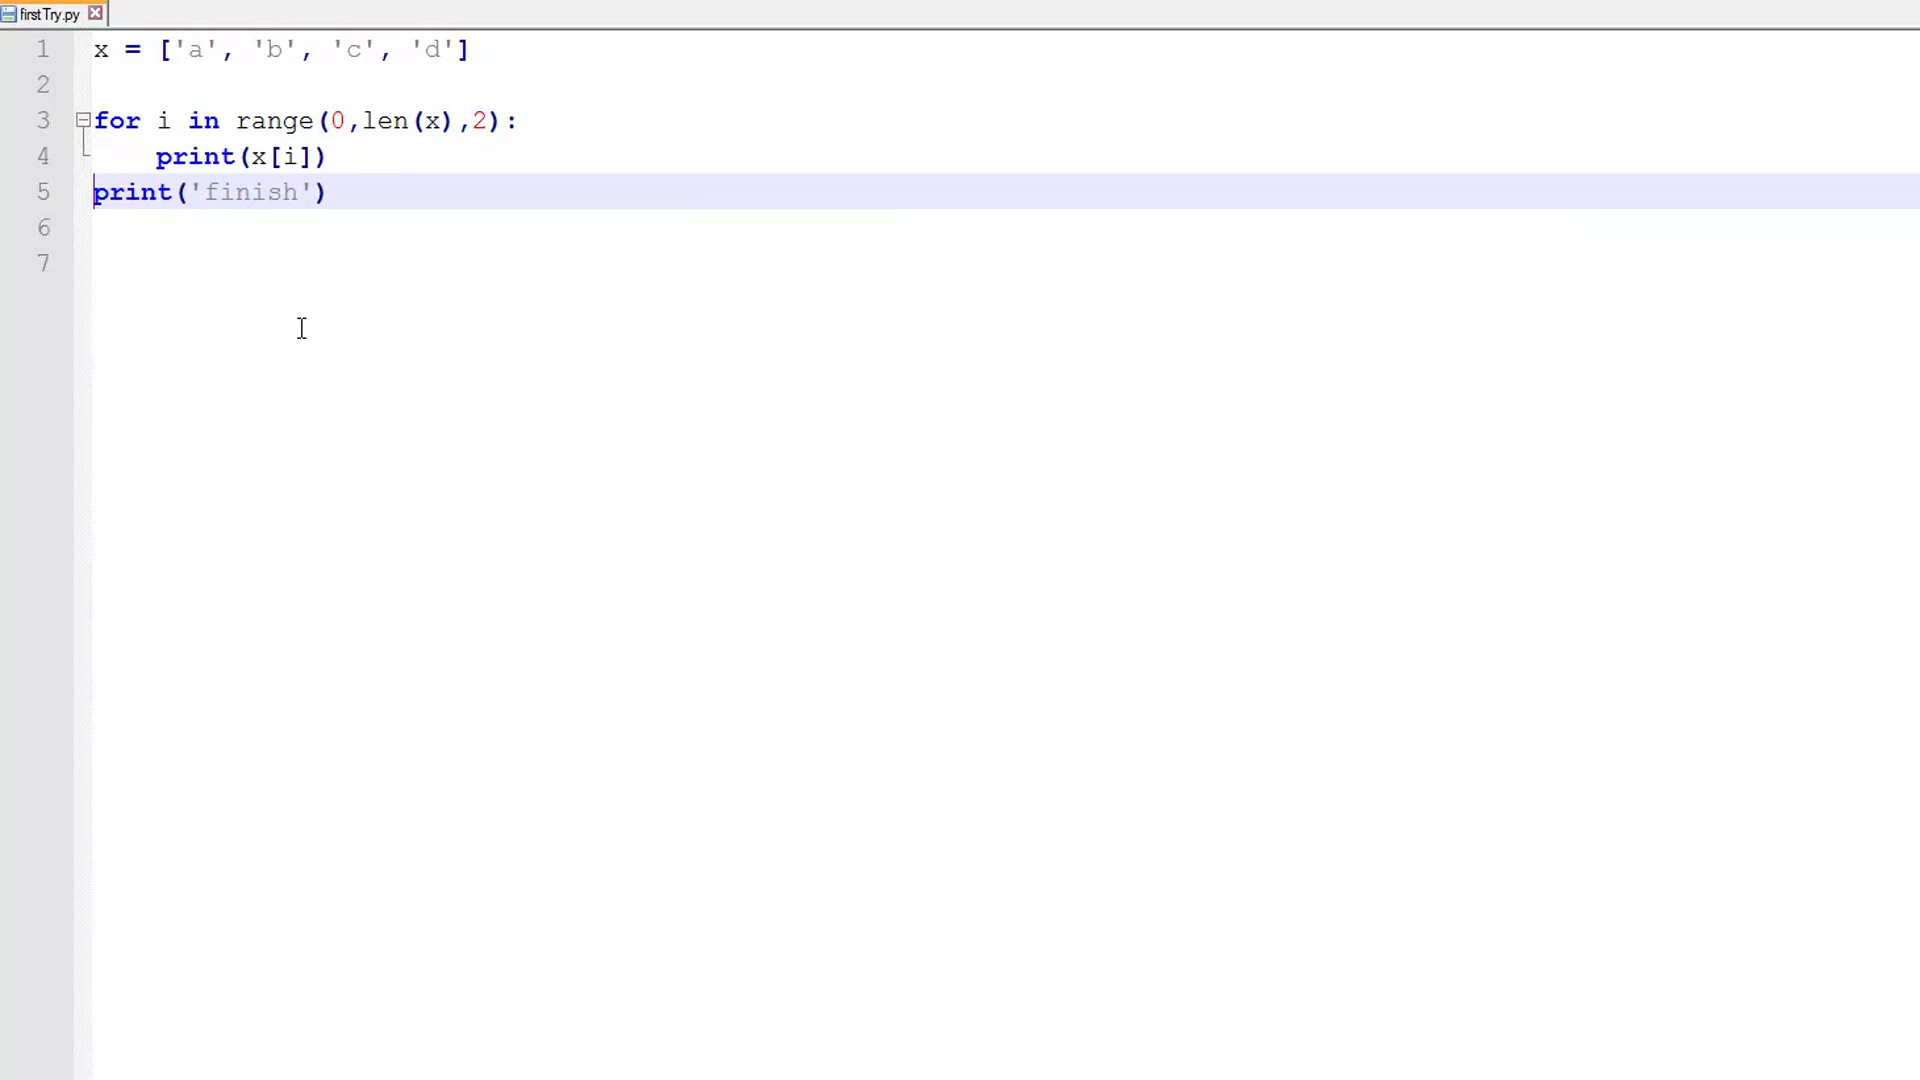 firstTry.py
1 x = ['a', 'b', 'c', 'd']
2
3 for i in range(0,len(x),2):
4     print(x[i])
5 print('finish')
6
7